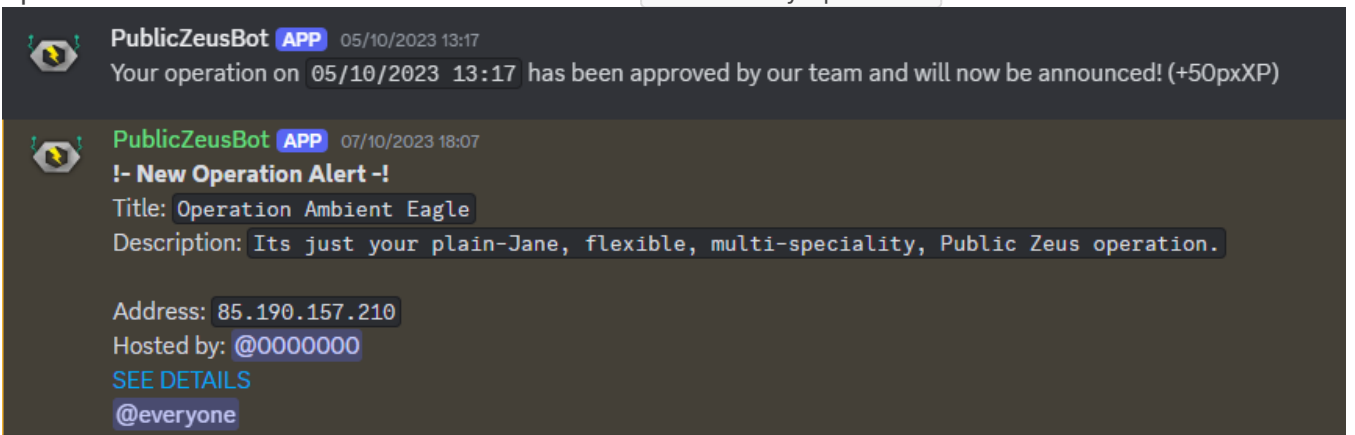 PublicZeusBot APP 05/10/2023 13:17
Your operation on 05/10/2023 13:17 has been approved by our team and will now be announced! (+50pxXP)
PublicZeusBot APP 07/10/2023 18:07
!- New Operation Alert -!
Title: Operation Ambient Eagle
Description: Its just your plain-Jane, flexible, multi-speciality, Public Zeus operation.
Address: 85.190.157.210
Hosted by: @0000000
SEE DETAILS
@everyone